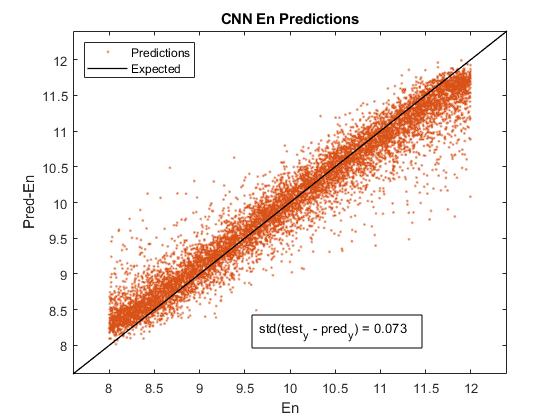 CNN En Predictions
Predictions
Expected
12
11.5
11
10.5
10
9.5
9
8.5
8
Pred-En
std(test_y - pred_y) = 0.073
8 8.5 9 9.5 10 10.5 11 11.5 12
En